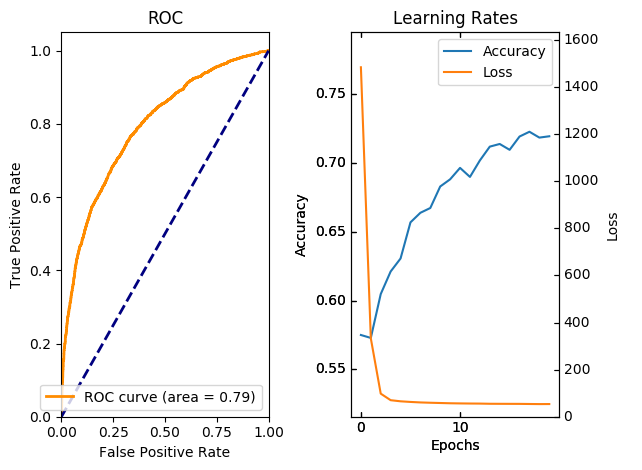 ROC
1.0
0.8
0.6
0.4
0.2
0.0
True Positive Rate
ROC curve (area = 0.79)
0.00 0.25 0.50 0.75 1.00
False Positive Rate
Learning Rates
Accuracy
Loss
0.75
0.70
0.65
0.60
0.55
Accuracy
1600
1400
1200
1000
800
600
400
200
0
Loss
0 10
Epochs